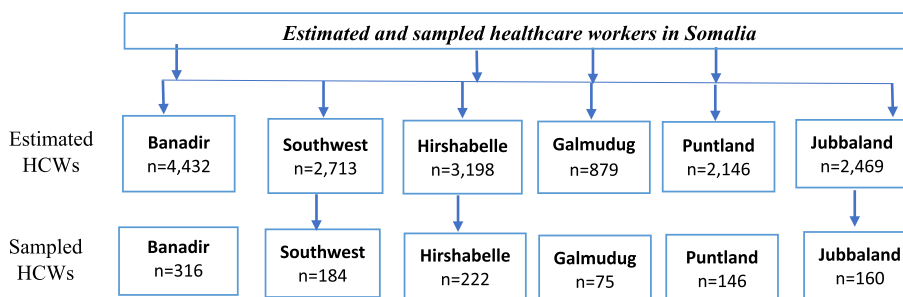 Estimated and sampled healthcare workers in Somalia
Estimated
HCWs
Banadir
n=4,432
Southwest
n=2,713
Hirshabelle
n=3,198
Galmudug
n=879
Puntland
n=2,146
Jubbaland
n=2,469
Sampled
HCWs
Banadir
n=316
Southwest
n=184
Hirshabelle
n=222
Galmudug
n=75
Puntland
n=146
Jubbaland
n=160